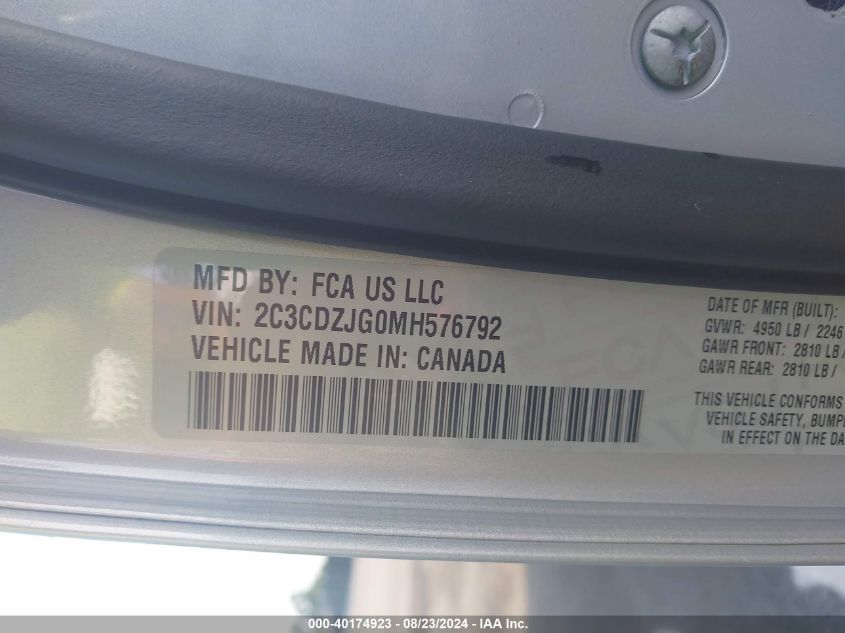 MFD BY: FCA US LLC
VIN: 2C3CDZJG0MH576792
VEHICLE MADE IN: CANADA
DATE OF MFR (BUILT):
GVWR: 4950 LB / 2246
GAWR FRONT: 2810 LB /
GAWR REAR: 2810 LB /
THIS VEHICLE CONFORMS
VEHICLE SAFETY, BUMP
IN EFFECT ON THE DA
000-40174923 - 08/23/2024 - IAA Inc.